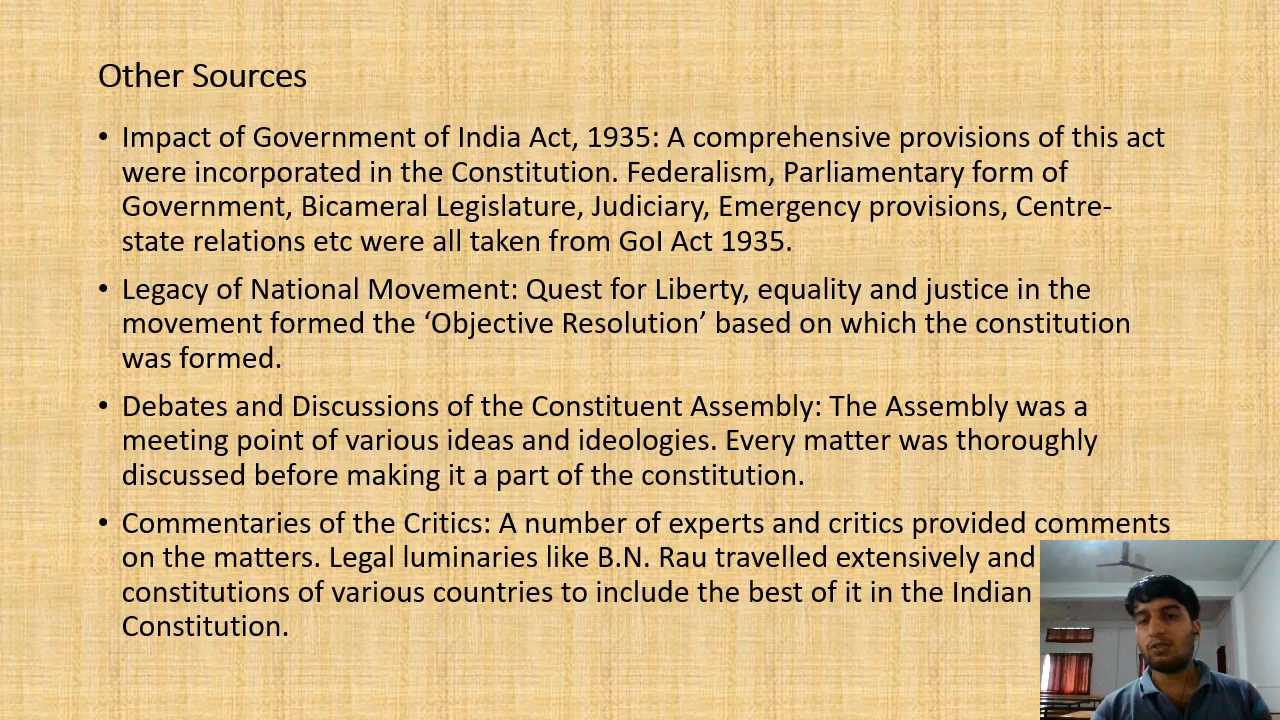 Other Sources
• Impact of Government of India Act, 1935: A comprehensive provisions of this act
were incorporated in the Constitution. Federalism, Parliamentary form of
Government, Bicameral Legislature, Judiciary, Emergency provisions, Centre-
state relations etc were all taken from GoI Act 1935.
• Legacy of National Movement: Quest for Liberty, equality and justice in the
movement formed the ‘Objective Resolution’ based on which the constitution
was formed.
• Debates and Discussions of the Constituent Assembly: The Assembly was a
meeting point of various ideas and ideologies. Every matter was thoroughly
discussed before making it a part of the constitution.
• Commentaries of the Critics: A number of experts and critics provided comments
on the matters. Legal luminaries like B.N. Rau travelled extensively and
constitutions of various countries to include the best of it in the Indian
Constitution.